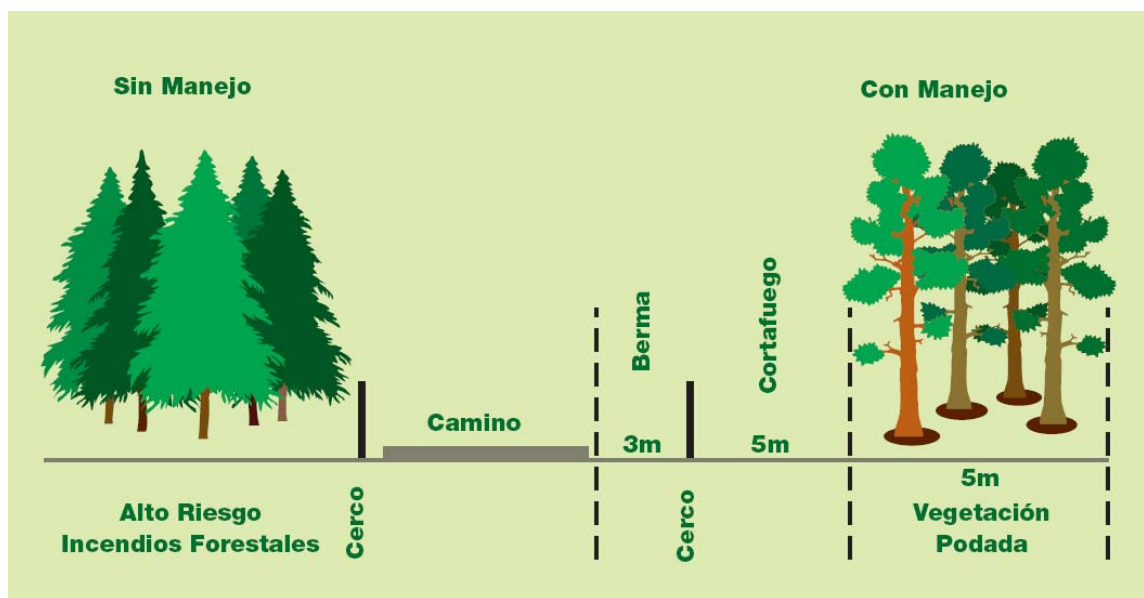 Sin Manejo
Con Manejo
Berma
Cortafuego
Camino
3m
5m
5m
Alto Riesgo
Incendios Forestales
Cerco
Cerco
Vegetación
Podada